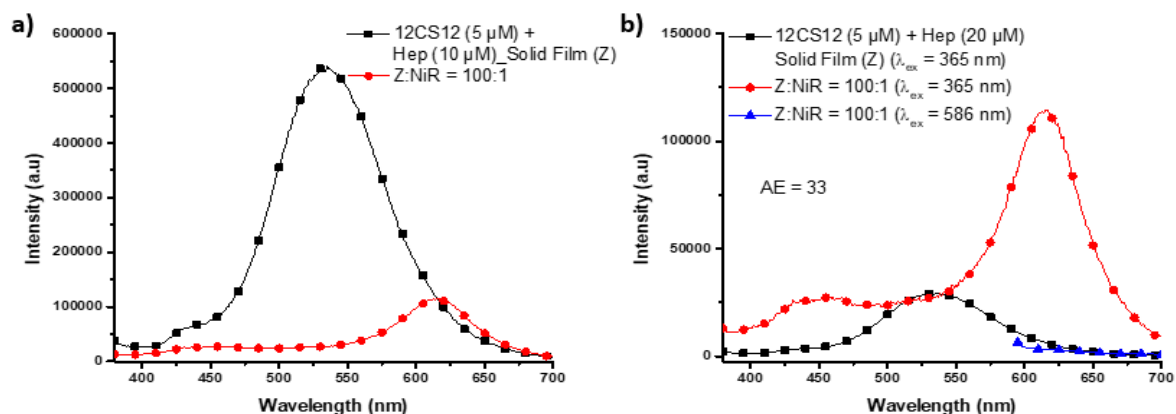 a)
600000
500000
400000
300000
200000
100000
0
Intensity (a.u)
12CS12 (5 µM) +
Hep (10 µM)_Solid Film (Z)
Z:NiR = 100:1
400 450 500 550 600 650 700
Wavelength (nm)
b)
150000
100000
50000
0
Intensity (a.u)
12CS12 (5 µM) + Hep (20 µM)
Solid Film (Z) (λex = 365 nm)
Z:NiR = 100:1 (λex = 365 nm)
Z:NiR = 100:1 (λex = 586 nm)
AE = 33
400 450 500 550 600 650 700
Wavelength (nm)